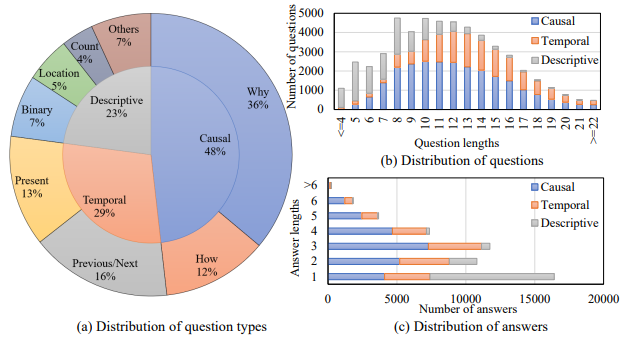 Others
7%
Count
4%
Location
5%
Binary
7%
Present
13%
Previous/Next
16%
How
12%
Why
36%
Descriptive
23%
Causal
48%
Temporal
29%
(a) Distribution of question types
Number of questions
5000
4000
3000
2000
1000
0
<=4 5 6 7 8 9 10 11 12 13 14 15 16 17 18 19 20 21 >=22
Question lengths
Causal
Temporal
Descriptive
(b) Distribution of questions
Answer lengths
>6
6
5
4
3
2
1
0 5000 10000 15000 20000
Number of answers
Causal
Temporal
Descriptive
(c) Distribution of answers